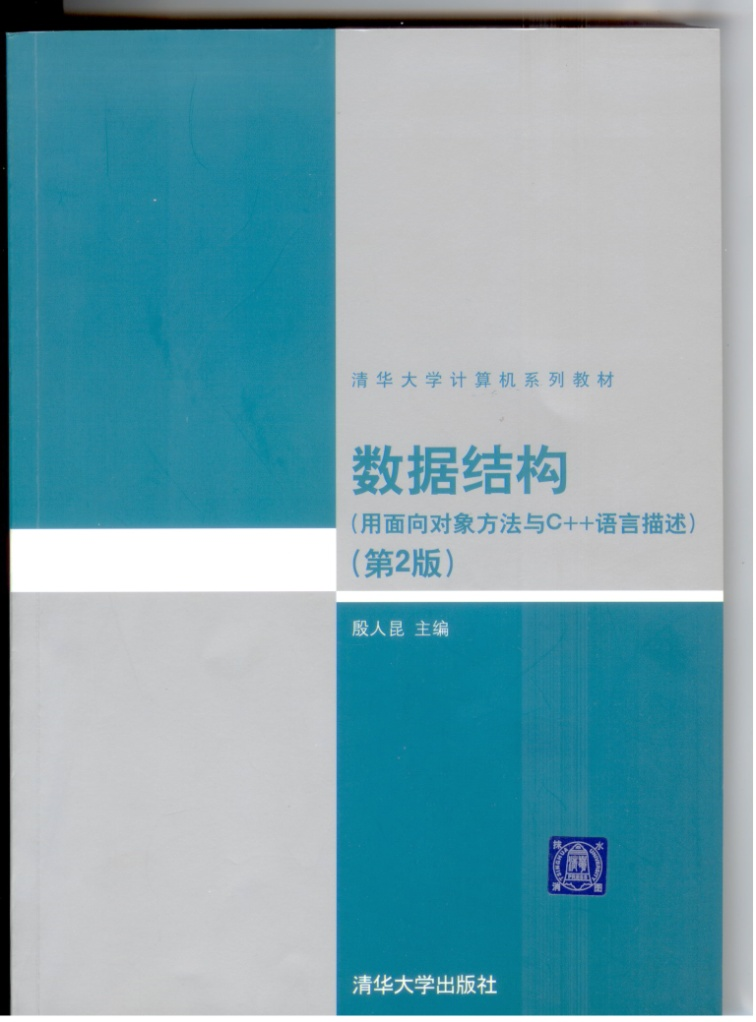 清华大学计算机系列教材
数据结构
(用面向对象方法与C++语言描述)
(第2版)
殷人昆 主编
清华大学出版社